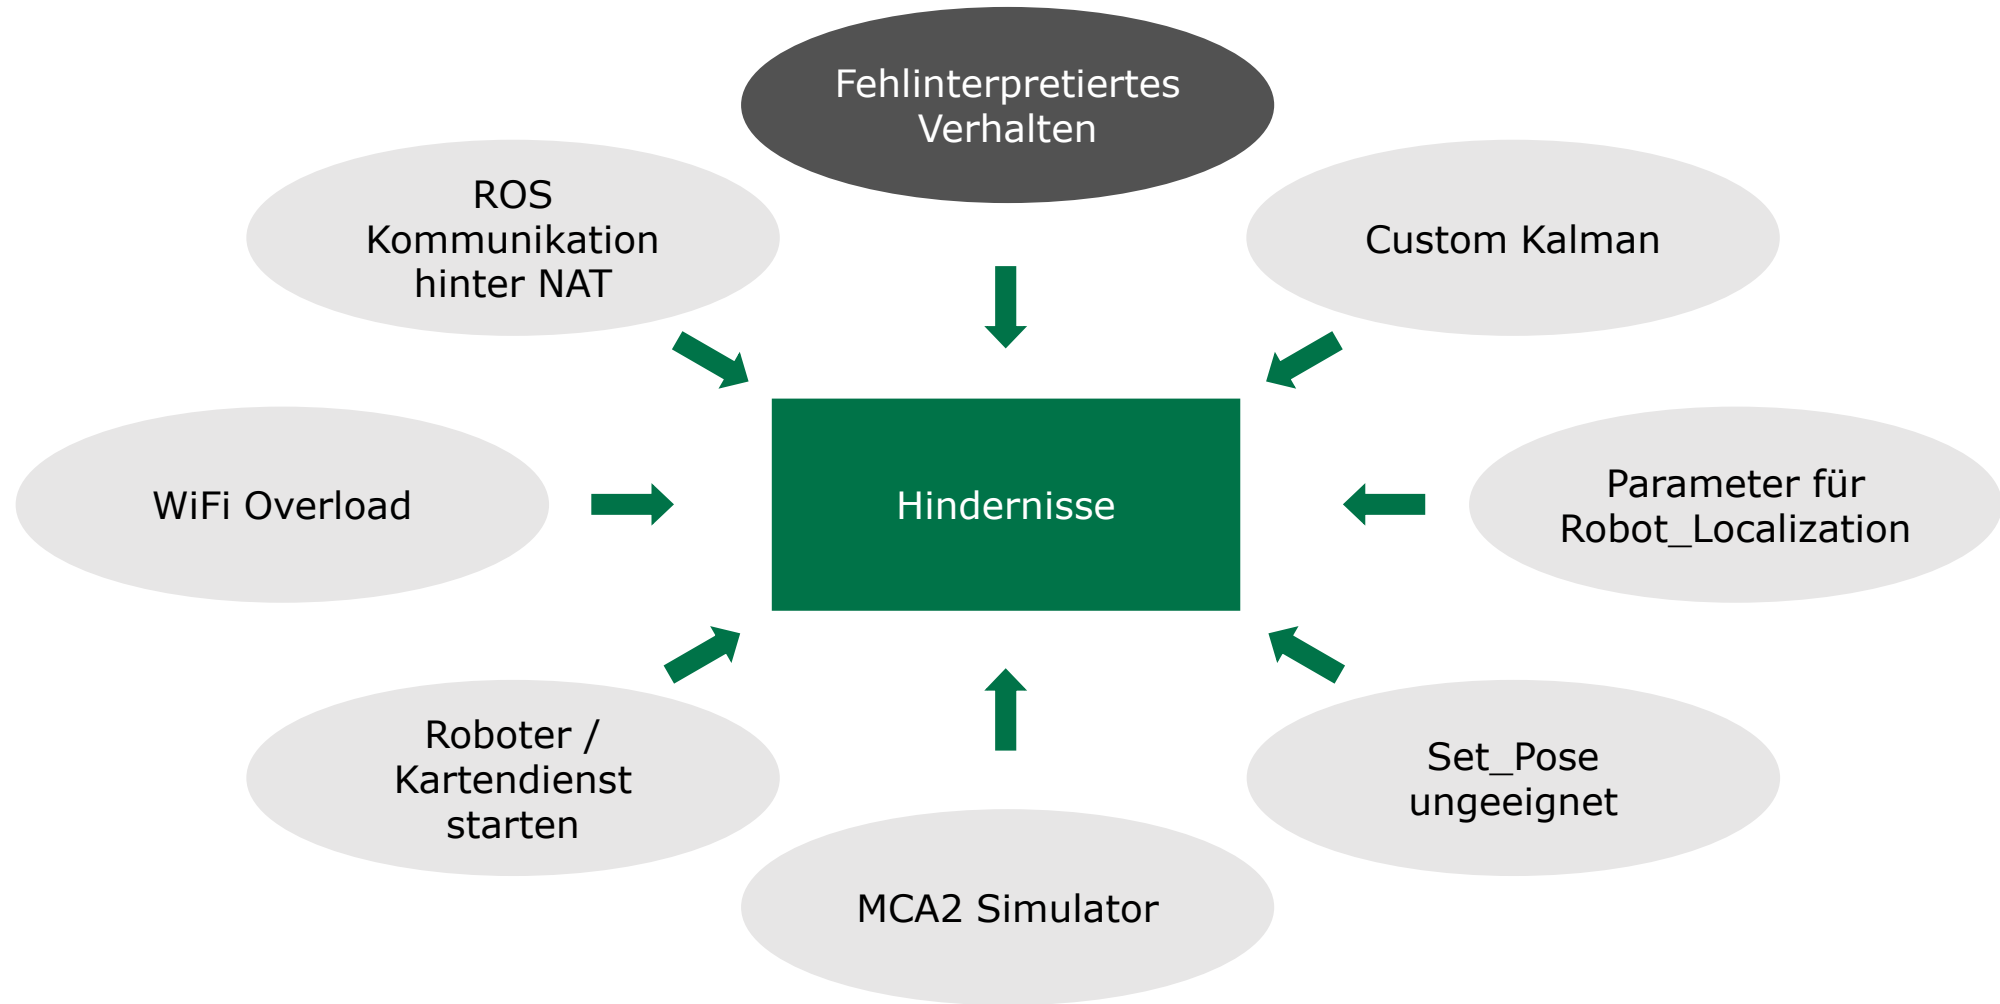 Fehlinterpretiertes
Verhalten
ROS
Kommunikation
hinter NAT
Custom Kalman
WiFi Overload
Hindernisse
Parameter für
Robot_Localization
Roboter /
Kartendienst
starten
Set_Pose
ungeeignet
MCA2 Simulator